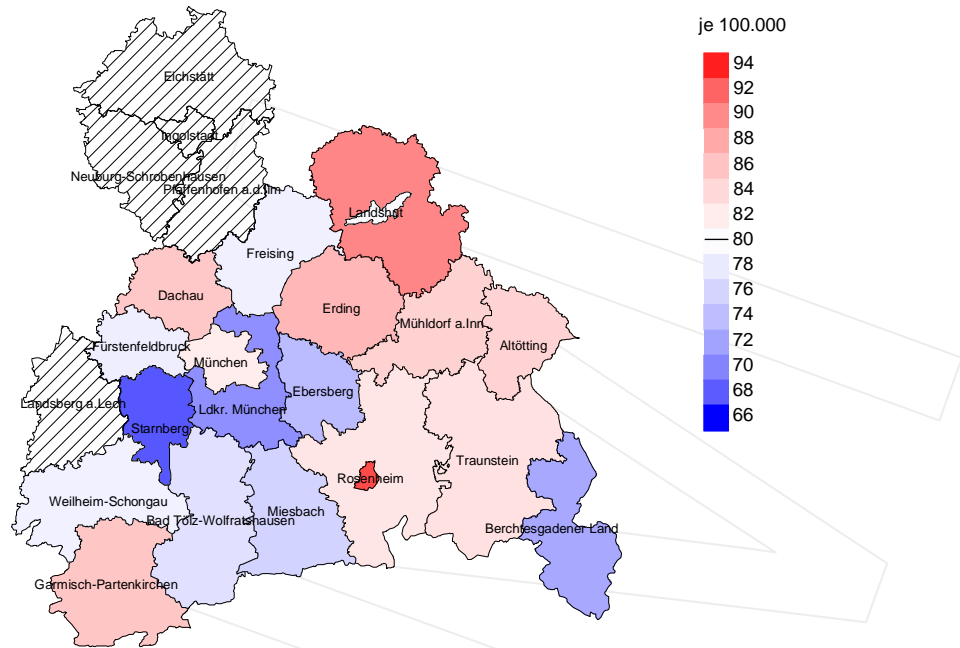 je 100.000
94
92
90
88
86
84
82
80
78
76
74
72
70
68
66
Eichstätt
Ingolstadt
Neuburg-Schrobenhausen
Pfaffenhofen a.d.Ilm
Landshut
Freising
Dachau
Erding
Mühldorf a.Inn
Altötting
Fürstenfeldbruck
München
Ebersberg
Landsberg a.Lech
Ldkr. München
Starnberg
Traunstein
Rosenheim
Weilheim-Schongau
Miesbach
Bad Tölz-Wolfratshausen
Berchtesgadener Land
Garmisch-Partenkirchen